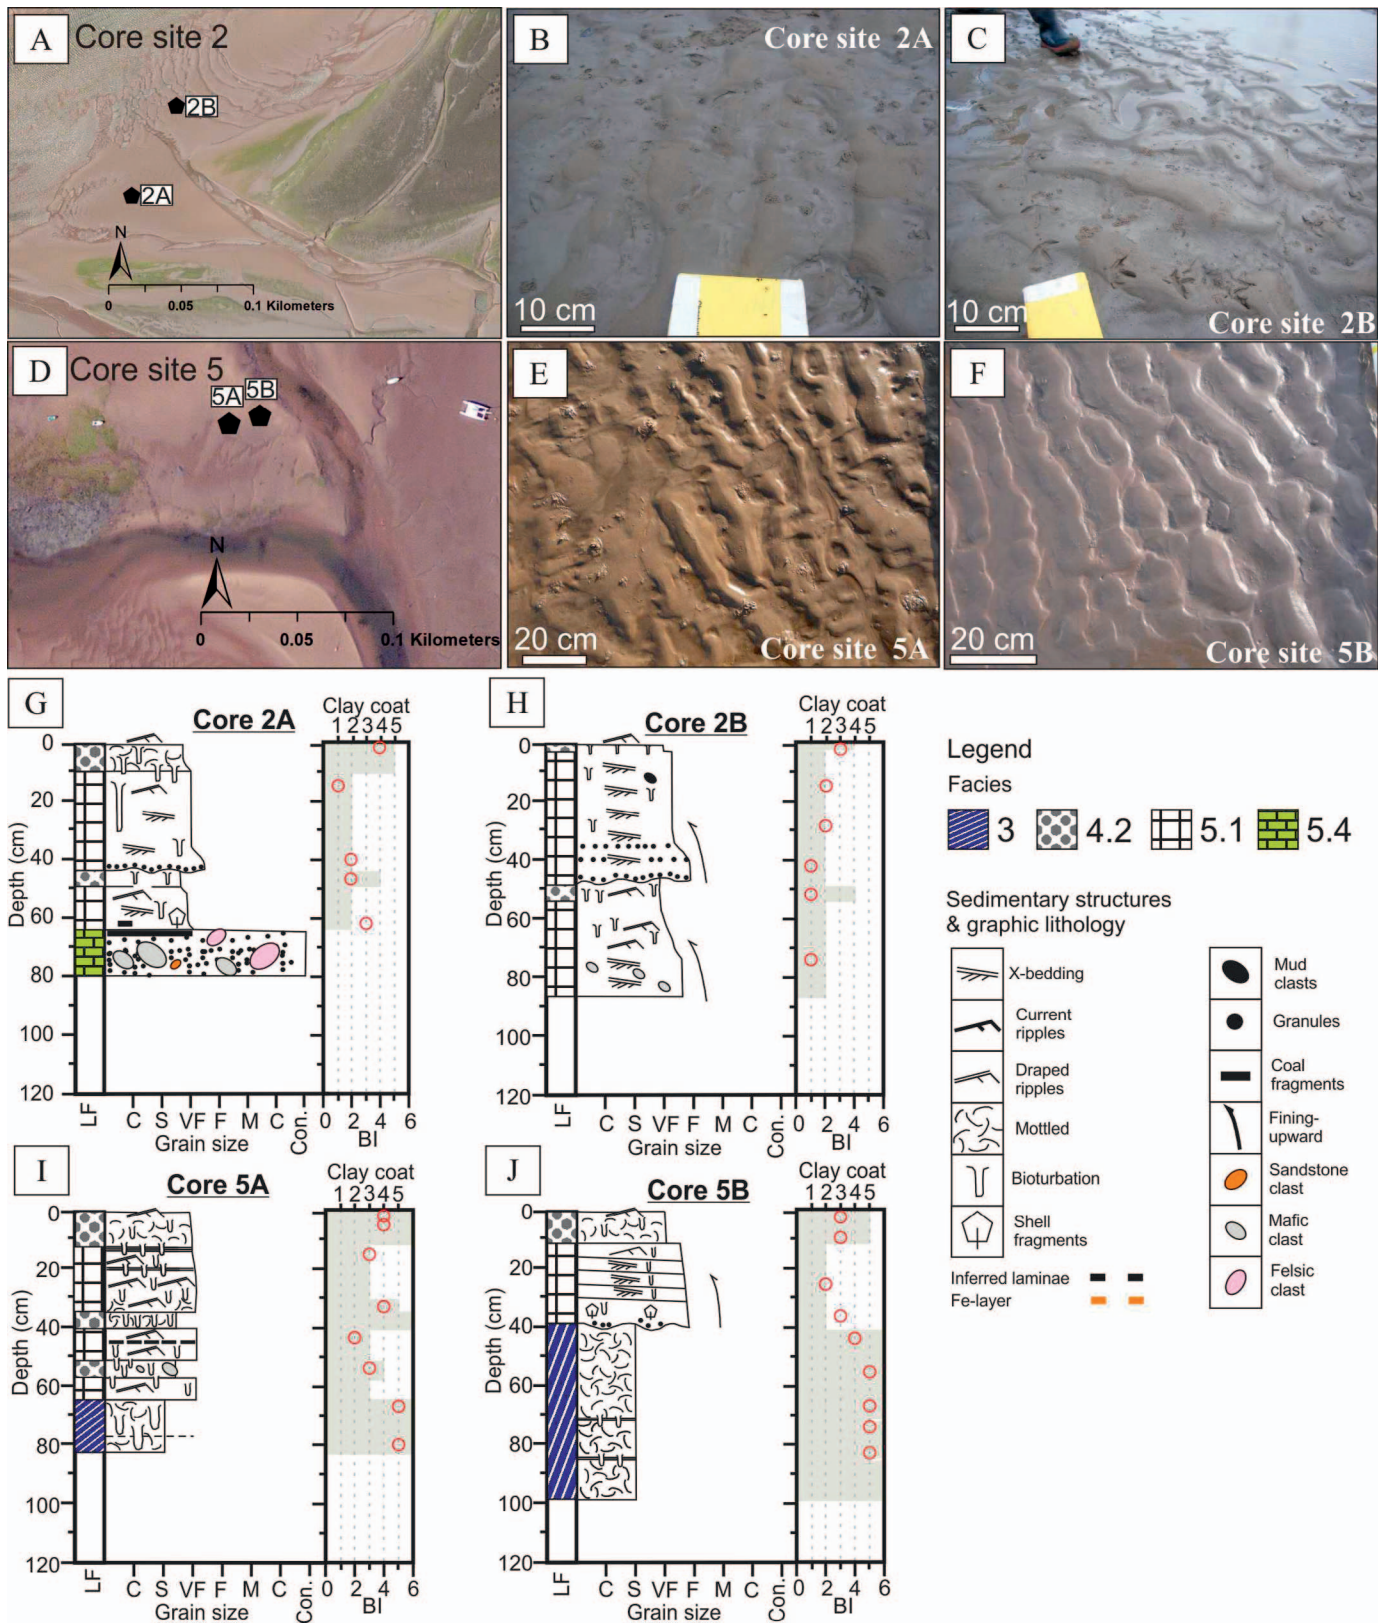 A Core site 2
2B
2A
N
0 0.05 0.1 Kilometers
B
Core site 2A
10 cm
C
10 cm
Core site 2B
D Core site 5
5A 5B
N
0 0.05 0.1 Kilometers
E
20 cm
Core site 5A
F
20 cm
Core site 5B
G
Core 2A
Clay coat
1 2 3 4 5
0
20
40
60
80
100
120
Depth (cm)
LF C S VF F M C Con.
Grain size
0 2 4 6
BI
H
Core 2B
Clay coat
1 2 3 4 5
0
20
40
60
80
100
120
Depth (cm)
LF C S VF F M C Con.
Grain size
0 2 4 6
BI
Legend
Facies
3 4.2 5.1 5.4
Sedimentary structures
& graphic lithology
X-bedding
Current
ripples
Draped
ripples
Mottled
Bioturbation
Shell
fragments
Inferred laminae
Fe-layer
Mud
clasts
Granules
Coal
fragments
Fining-
upward
Sandstone
clast
Mafic
clast
Felsic
clast
I
Core 5A
Clay coat
1 2 3 4 5
0
20
40
60
80
100
120
Depth (cm)
LF C S VF F M C Con.
Grain size
0 2 4 6
BI
J
Core 5B
Clay coat
1 2 3 4 5
0
20
40
60
80
100
120
Depth (cm)
LF C S VF F M C Con.
Grain size
0 2 4 6
BI